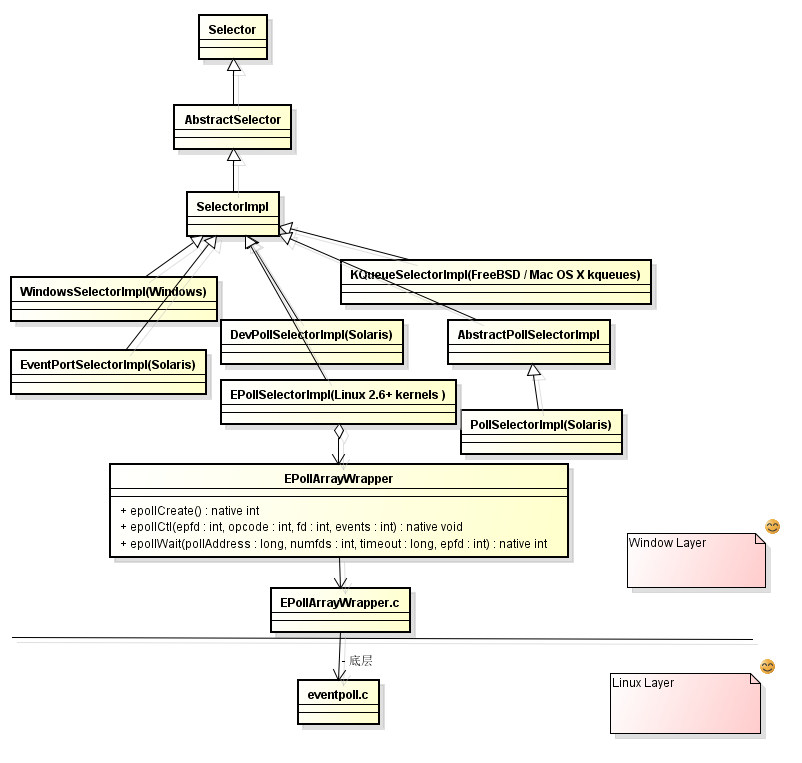 Selector
AbstractSelector
SelectorImpl
KQueueSelectorImpl(FreeBSD / Mac OS X kqueues)
WindowsSelectorImpl(Windows)
DevPollSelectorImpl(Solaris)
AbstractPollSelectorImpl
EventPortSelectorImpl(Solaris)
EPollSelectorImpl(Linux 2.6+ kernels )
PollSelectorImpl(Solaris)
EPollArrayWrapper
+ epollCreate() : native int
+ epollCtl(epfd : int, opcode : int, fd : int, events : int) : native void
+ epollWait(pollAddress : long, numfds : int, timeout : long, epfd : int) : native int
Window Layer
EPollArrayWrapper.c
- 底层
Linux Layer
eventpoll.c